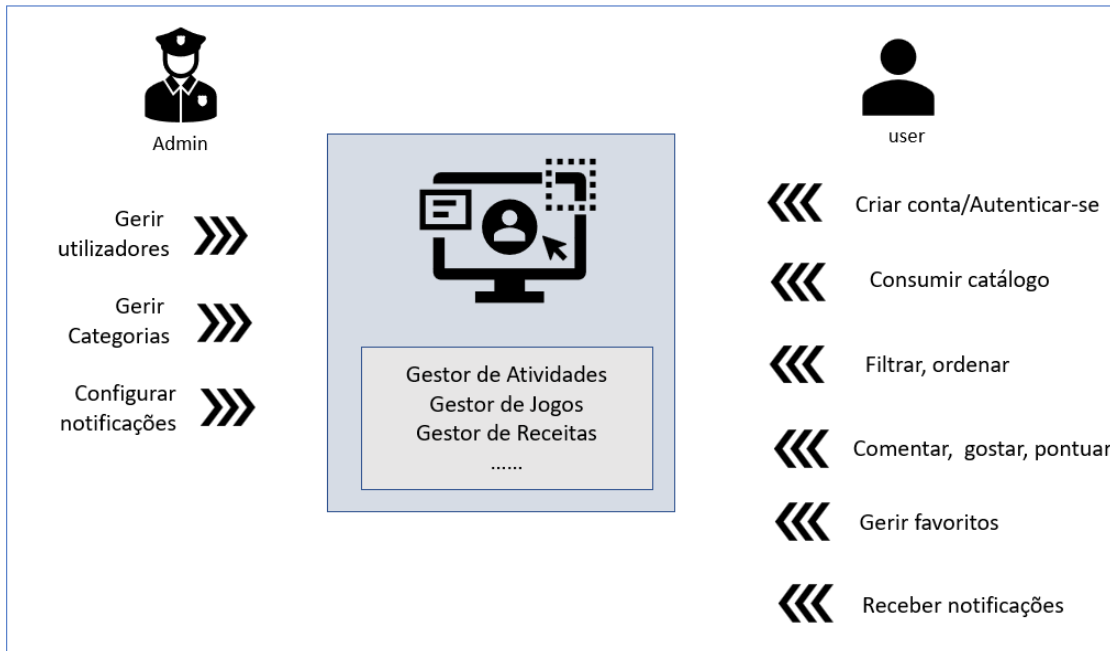 Admin
Gerir
utilizadores
Gerir
Categorias
Configurar
notificações
Gestor de Atividades
Gestor de Jogos
Gestor de Receitas
......
user
Criar conta/Autenticar-se
Consumir catálogo
Filtrar, ordenar
Comentar,  gostar, pontuar
Gerir favoritos
Receber notificações